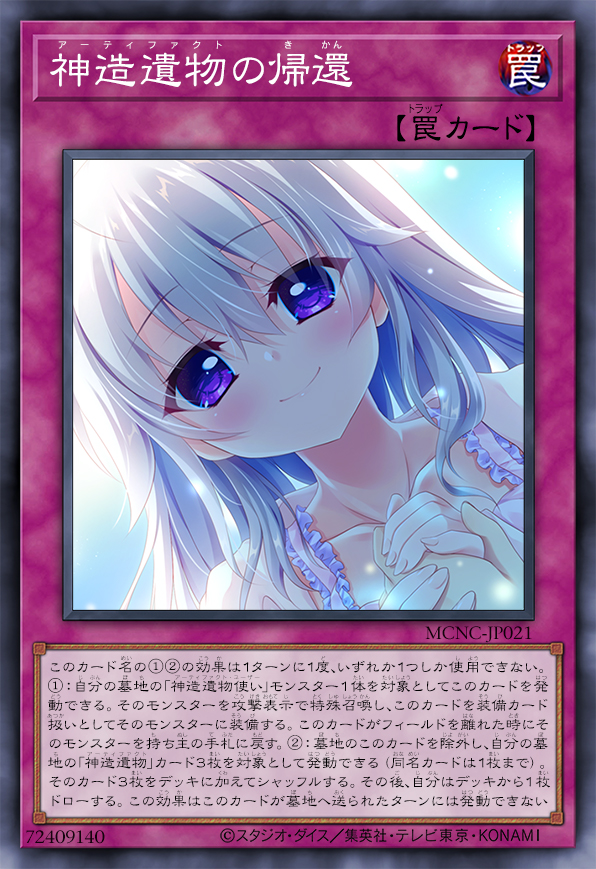 アーティファクト き かん
神造遺物の帰還
トラップ
罠
トラップ
【罠カード】
MCNC-JP021
このカード名の①②の効果は1ターンに1度、いずれか1つしか使用できない。
①：自分の墓地の「神造遺物使い」モンスター1体を対象としてこのカードを発
動できる。そのモンスターを攻撃表示で特殊召喚し、このカードを装備カード
扱いとしてそのモンスターに装備する。このカードがフィールドを離れた時にそ
のモンスターを持ち主の手札に戻す。②：墓地のこのカードを除外し、自分の墓
地の「神造遺物」カード3枚を対象として発動できる（同名カードは1枚まで）。
そのカード3枚をデッキに加えてシャッフルする。その後、自分はデッキから1枚
ドローする。この効果はこのカードが墓地へ送られたターンには発動できない
72409140
©スタジオ・ダイス／集英社・テレビ東京・KONAMI